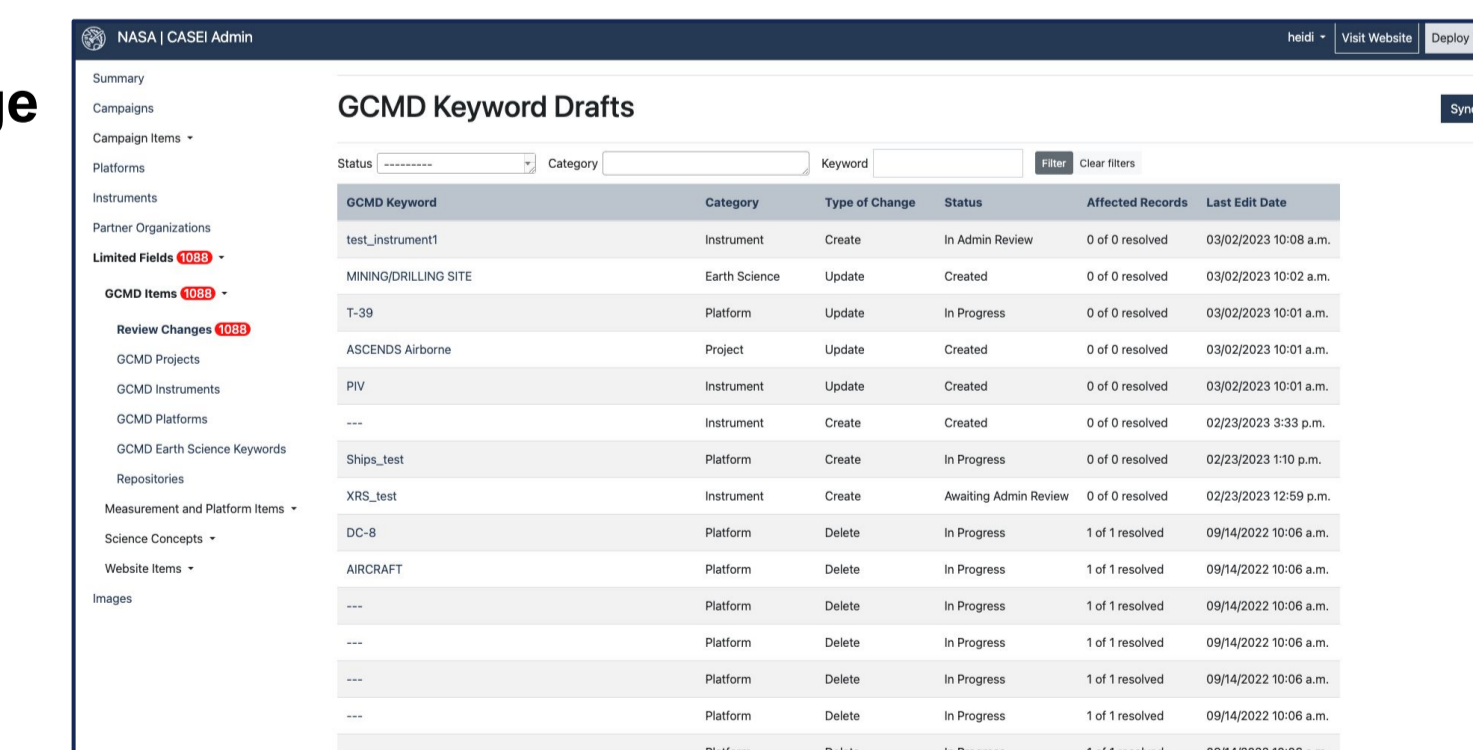 NASA | CASEI Admin
heidi
Visit Website
Deploy
Summary
Campaigns
Campaign Items
Platforms
Instruments
Partner Organizations
Limited Fields 1088
GCMD Items 1088
Review Changes 1088
GCMD Projects
GCMD Instruments
GCMD Platforms
GCMD Earth Science Keywords
Repositories
Measurement and Platform Items
Science Concepts
Website Items
Images
GCMD Keyword Drafts
Status --------- Category Keyword Filter Clear filters
GCMD Keyword Category Type of Change Status Affected Records Last Edit Date
test_instrument1 Instrument Create In Admin Review 0 of 0 resolved 03/02/2023 10:08 a.m.
MINING/DRILLING SITE Earth Science Update Created 0 of 0 resolved 03/02/2023 10:02 a.m.
T-39 Platform Update In Progress 0 of 0 resolved 03/02/2023 10:01 a.m.
ASCENDS Airborne Project Update Created 0 of 0 resolved 03/02/2023 10:01 a.m.
PIV Instrument Update Created 0 of 0 resolved 03/02/2023 10:01 a.m.
--- Instrument Create Created 0 of 0 resolved 02/23/2023 3:33 p.m.
Ships_test Platform Create In Progress 0 of 0 resolved 02/23/2023 1:10 p.m.
XRS_test Instrument Create Awaiting Admin Review 0 of 0 resolved 02/23/2023 12:59 p.m.
DC-8 Platform Delete In Progress 1 of 1 resolved 09/14/2022 10:06 a.m.
AIRCRAFT Platform Delete In Progress 1 of 1 resolved 09/14/2022 10:06 a.m.
--- Platform Delete In Progress 1 of 1 resolved 09/14/2022 10:06 a.m.
--- Platform Delete In Progress 1 of 1 resolved 09/14/2022 10:06 a.m.
--- Platform Delete In Progress 1 of 1 resolved 09/14/2022 10:06 a.m.
--- Platform Delete In Progress 1 of 1 resolved 09/14/2022 10:06 a.m.